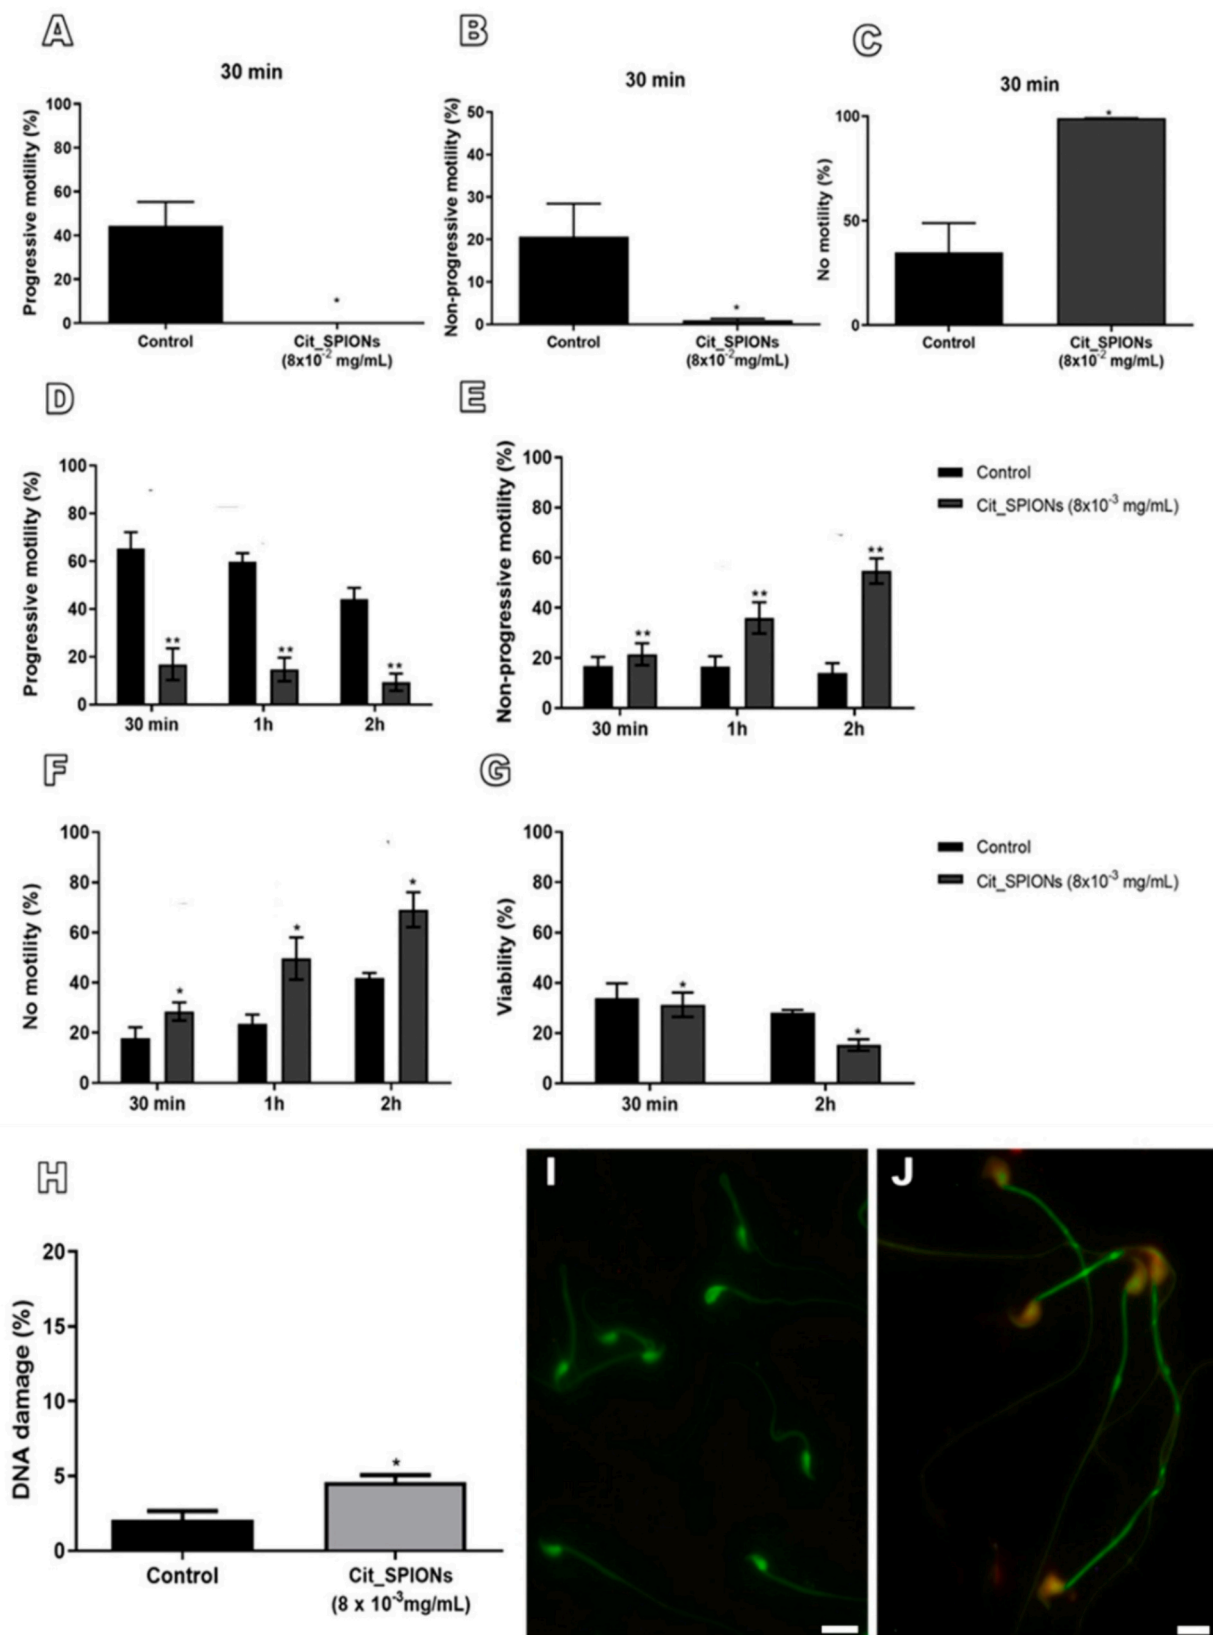 A
B
C
30 min
30 min
30 min
Progressive motility (%)
100
80
60
40
20
0
Control
Cit_SPIONs
(8x10⁻² mg/mL)
*
Non-progressive motility (%)
50
40
30
20
10
0
Control
Cit_SPIONs
(8x10⁻² mg/mL)
*
No motility (%)
100
50
0
Control
Cit_SPIONs
(8x10⁻² mg/mL)
*
D
E
Progressive motility (%)
100
80
60
40
20
0
** ** **
30 min 1h 2h
Non-progressive motility (%)
100
80
60
40
20
0
** ** **
30 min 1h 2h
Control
Cit_SPIONs (8x10⁻³ mg/mL)
F
G
No motility (%)
100
80
60
40
20
0
* * *
30 min 1h 2h
Viability (%)
100
80
60
40
20
0
* *
30 min 2h
Control
Cit_SPIONs (8x10⁻³ mg/mL)
H
I
J
DNA damage (%)
20
15
10
5
0
*
Control
Cit_SPIONs
(8 x 10⁻³mg/mL)